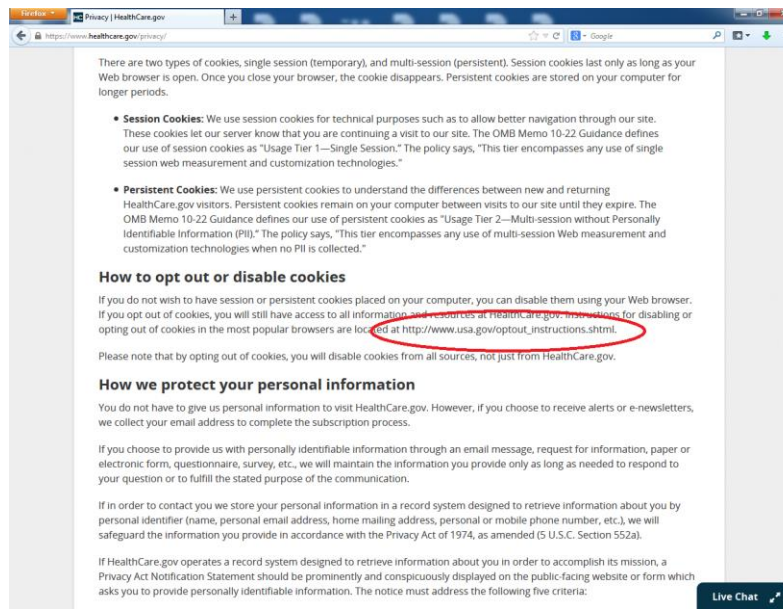 Firefox
Privacy | HealthCare.gov
+
https://www.healthcare.gov/privacy/
Google
There are two types of cookies, single session (temporary), and multi-session (persistent). Session cookies last only as long as your
Web browser is open. Once you close your browser, the cookie disappears. Persistent cookies are stored on your computer for
longer periods.
• Session Cookies: We use session cookies for technical purposes such as to allow better navigation through our site.
These cookies let our server know that you are continuing a visit to our site. The OMB Memo 10-22 Guidance defines
our use of session cookies as "Usage Tier 1—Single Session." The policy says, "This tier encompasses any use of single
session web measurement and customization technologies."
• Persistent Cookies: We use persistent cookies to understand the differences between new and returning
HealthCare.gov visitors. Persistent cookies remain on your computer between visits to our site until they expire. The
OMB Memo 10-22 Guidance defines our use of persistent cookies as "Usage Tier 2—Multi-session without Personally
Identifiable Information (PII)." The policy says, "This tier encompasses any use of multi-session Web measurement and
customization technologies when no PII is collected."
How to opt out or disable cookies
If you do not wish to have session or persistent cookies placed on your computer, you can disable them using your Web browser.
If you opt out of cookies, you will still have access to all information and resources at HealthCare.gov. Instructions for disabling or
opting out of cookies in the most popular browsers are located at http://www.usa.gov/optout_instructions.shtml.
Please note that by opting out of cookies, you will disable cookies from all sources, not just from HealthCare.gov.
How we protect your personal information
You do not have to give us personal information to visit HealthCare.gov. However, if you choose to receive alerts or e-newsletters,
we collect your email address to complete the subscription process.
If you choose to provide us with personally identifiable information through an email message, request for information, paper or
electronic form, questionnaire, survey, etc., we will maintain the information you provide only as long as needed to respond to
your question or to fulfill the stated purpose of the communication.
If in order to contact you we store your personal information in a record system designed to retrieve information about you by
personal identifier (name, personal email address, home mailing address, personal or mobile phone number, etc.), we will
safeguard the information you provide in accordance with the Privacy Act of 1974, as amended (5 U.S.C. Section 552a).
If HealthCare.gov operates a record system designed to retrieve information about you in order to accomplish its mission, a
Privacy Act Notification Statement should be prominently and conspicuously displayed on the public-facing website or form which
asks you to provide personally identifiable information. The notice must address the following five criteria:
Live Chat